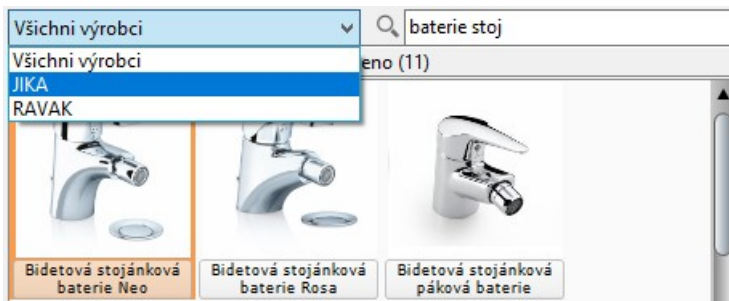 Všichni výrobci
baterie stoj
Všichni výrobci
eno (11)
JIKA
RAVAK
Bidetová stojánková
baterie Neo
Bidetová stojánková
baterie Rosa
Bidetová stojánková
páková baterie